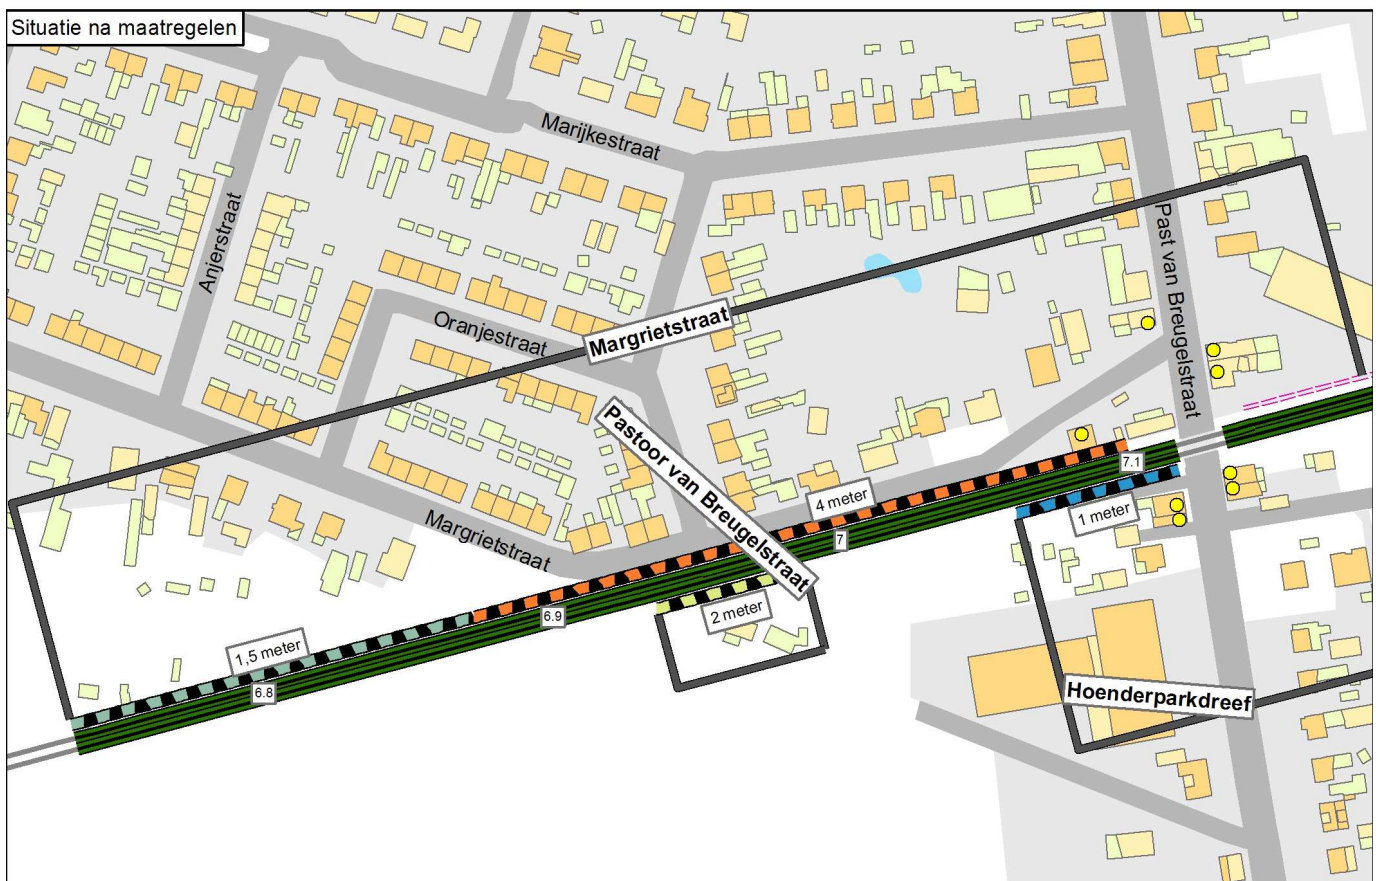 Situatie na maatregelen
Marijkestraat
Anjerstraat
Past van Breugelstraat
Oranjestraat
Margrietstraat
Pastoor van Breugelstraat
Margrietstraat
4 meter
7.1
7
1 meter
6.9
2 meter
1,5 meter
6.8
Hoenderparkdreef